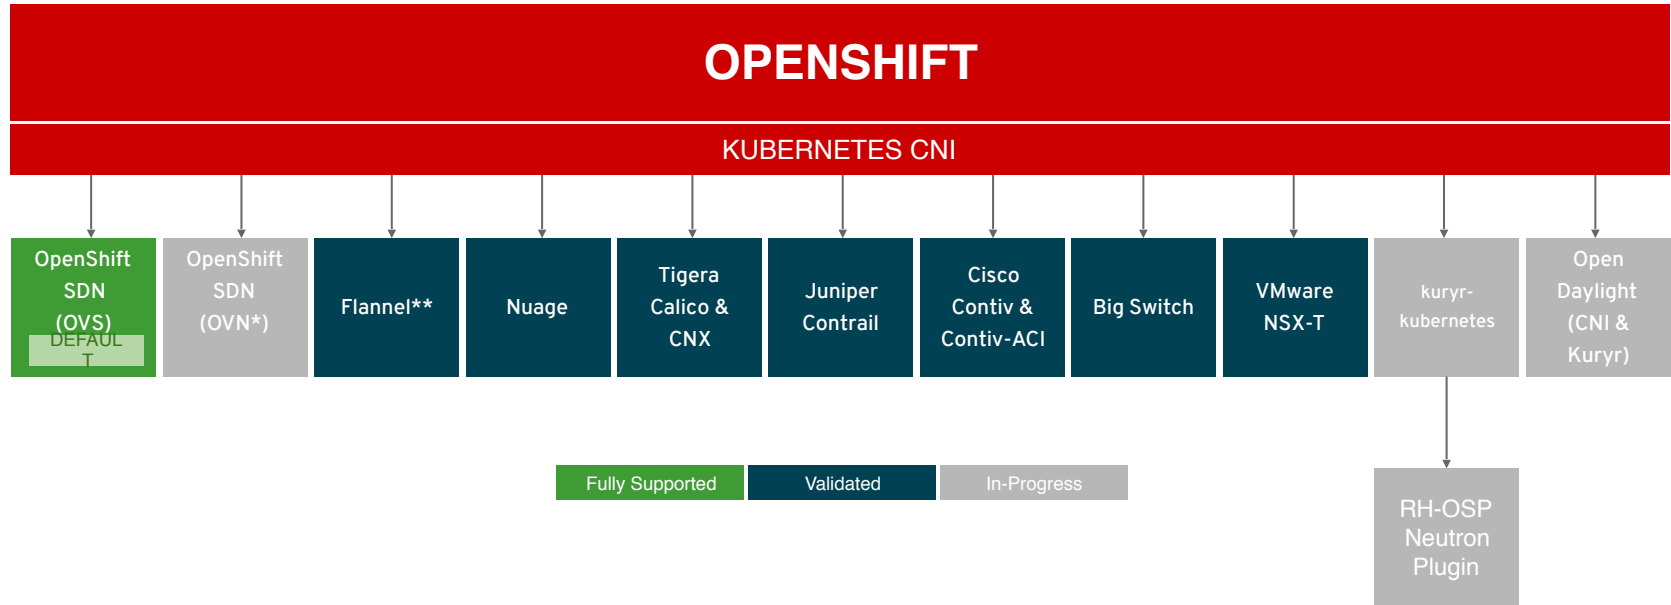 OPENSHIFT
KUBERNETES CNI
OpenShift
SDN
(OVS)
DEFAUL
T
OpenShift
SDN
(OVN*)
Flannel**
Nuage
Tigera
Calico &
CNX
Juniper
Contrail
Cisco
Contiv &
Contiv-ACI
Big Switch
VMware
NSX-T
kuryr-
kubernetes
Open
Daylight
(CNI &
Kuryr)
Fully Supported
Validated
In-Progress
RH-OSP
Neutron
Plugin